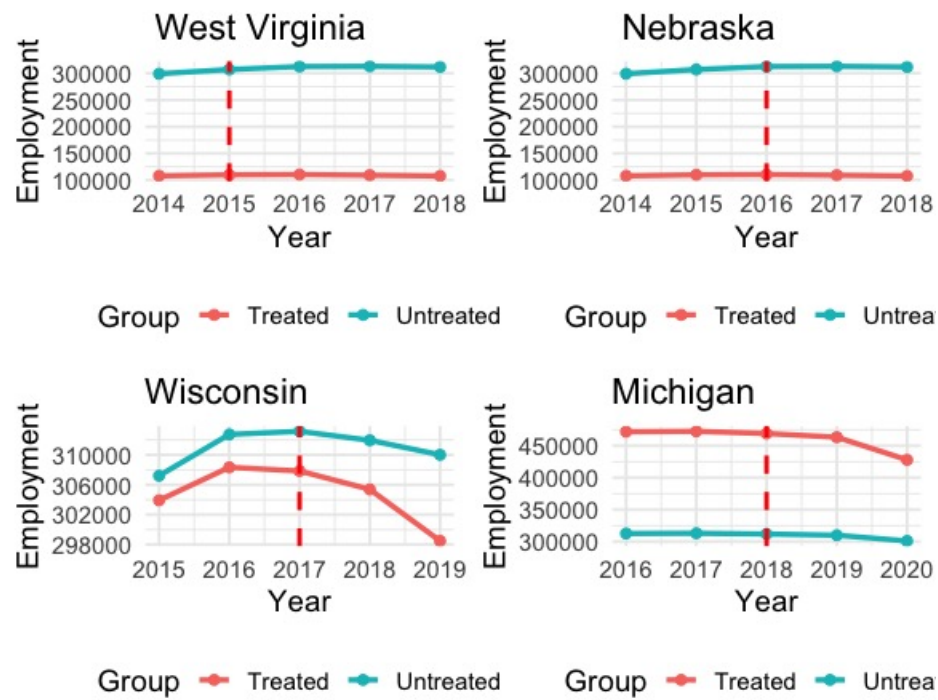 West Virginia
Employment
300000
250000
200000
150000
100000
2014 2015 2016 2017 2018
Year
Group Treated Untreated
Nebraska
Employment
300000
250000
200000
150000
100000
2014 2015 2016 2017 2018
Year
Group Treated Untrea
Wisconsin
Employment
310000
306000
302000
298000
2015 2016 2017 2018 2019
Year
Group Treated Untreated
Michigan
Employment
450000
400000
350000
300000
2016 2017 2018 2019 2020
Year
Group Treated Untrea